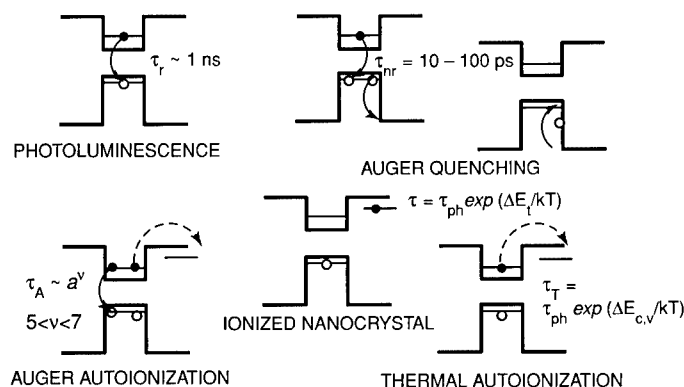 τr ~ 1 ns
τnr = 10 – 100 ps
PHOTOLUMINESCENCE
AUGER QUENCHING
τ = τph exp (ΔEt/kT)
τA ~ aν
5<ν<7
τT =
τph exp (ΔEc,v/kT)
IONIZED NANOCRYSTAL
AUGER AUTOIONIZATION
THERMAL AUTOIONIZATION